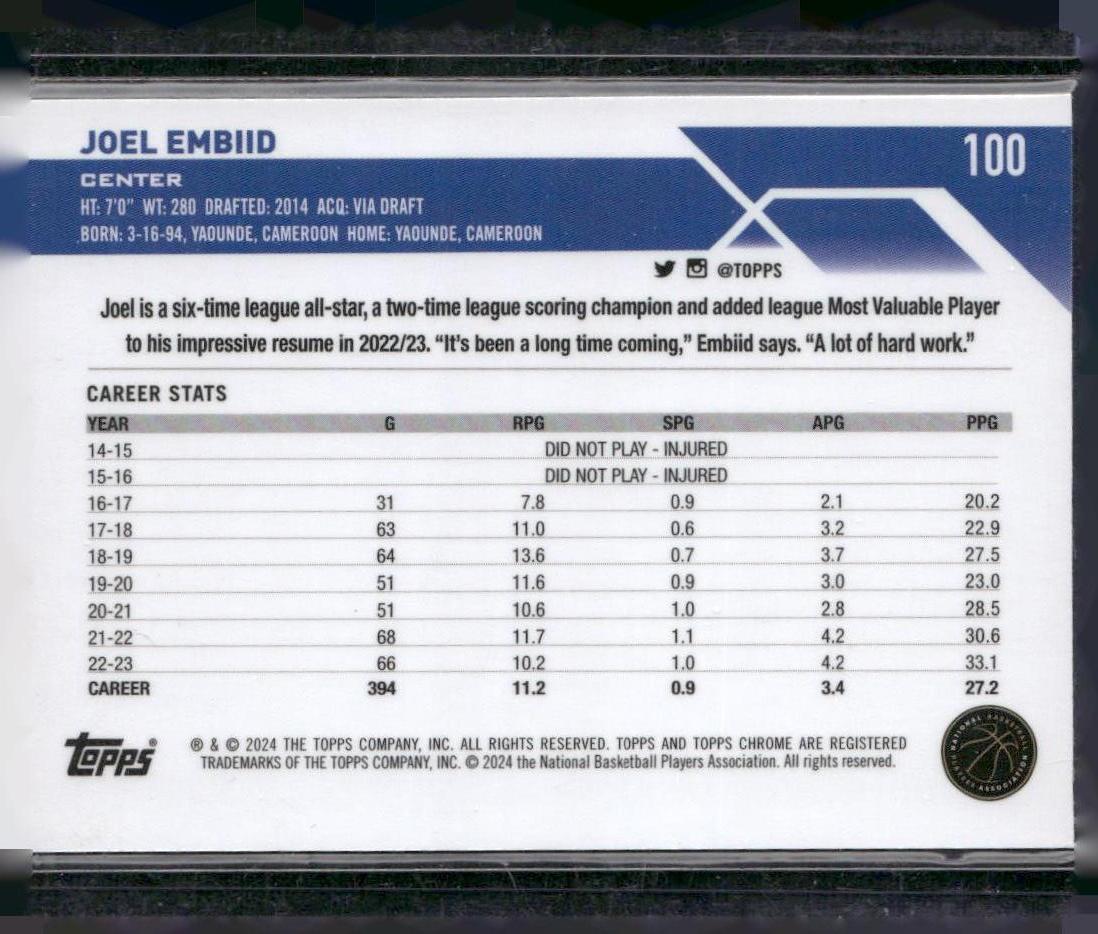 JOEL EMBIID
100
CENTER
HT: 7'0" WT: 280 DRAFTED: 2014 ACQ: VIA DRAFT
BORN: 3-16-94, YAOUNDE, CAMEROON HOME: YAOUNDE, CAMEROON
@TOPPS
Joel is a six-time league all-star, a two-time league scoring champion and added league Most Valuable Player
to his impressive resume in 2022/23. “It's been a long time coming,” Embiid says. “A lot of hard work.”
CAREER STATS
YEAR G RPG SPG APG PPG
14-15 DID NOT PLAY - INJURED
15-16 DID NOT PLAY - INJURED
16-17 31 7.8 0.9 2.1 20.2
17-18 63 11.0 0.6 3.2 22.9
18-19 64 13.6 0.7 3.7 27.5
19-20 51 11.6 0.9 3.0 23.0
20-21 51 10.6 1.0 2.8 28.5
21-22 68 11.7 1.1 4.2 30.6
22-23 66 10.2 1.0 4.2 33.1
CAREER 394 11.2 0.9 3.4 27.2
topps®
® & © 2024 THE TOPPS COMPANY, INC. ALL RIGHTS RESERVED. TOPPS AND TOPPS CHROME ARE REGISTERED
TRADEMARKS OF THE TOPPS COMPANY, INC. © 2024 the National Basketball Players Association. All rights reserved.
NATIONAL BASKETBALL
PLAYERS ASSOCIATION